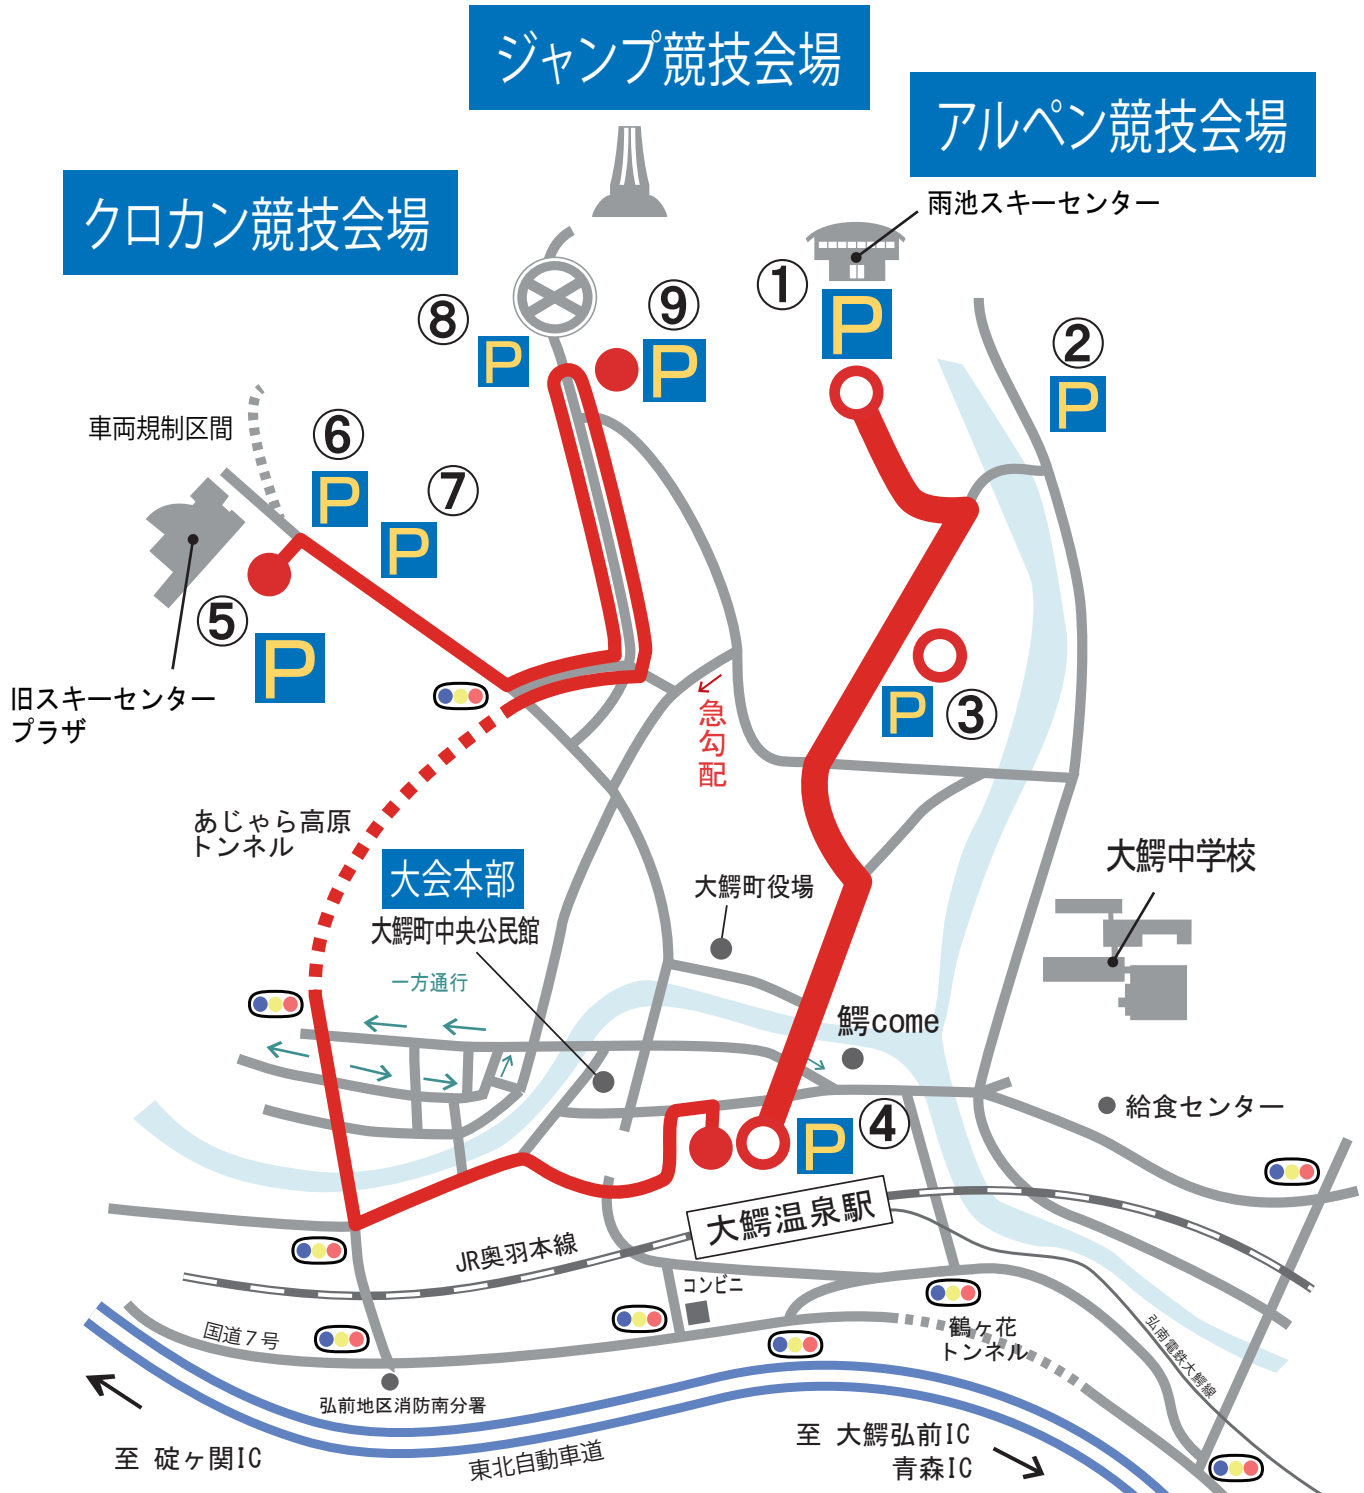 ジャンプ競技会場
アルペン競技会場
雨池スキーセンター
クロカン競技会場
①
P
②
P
⑧
P
⑨
P
車両規制区間
⑥
P
⑦
P
⑤
P
旧スキーセンター
プラザ
急勾配
P
③
あじゃら高原
トンネル
大会本部
大鰐町中央公民館
大鰐町役場
大鰐中学校
一方通行
鰐come
給食センター
P
④
大鰐温泉駅
JR奥羽本線
コンビニ
国道7号
鶴ヶ花
トンネル
弘南電鉄大鰐線
弘前地区消防南分署
至 碇ヶ関IC
東北自動車道
至 大鰐弘前IC
青森IC